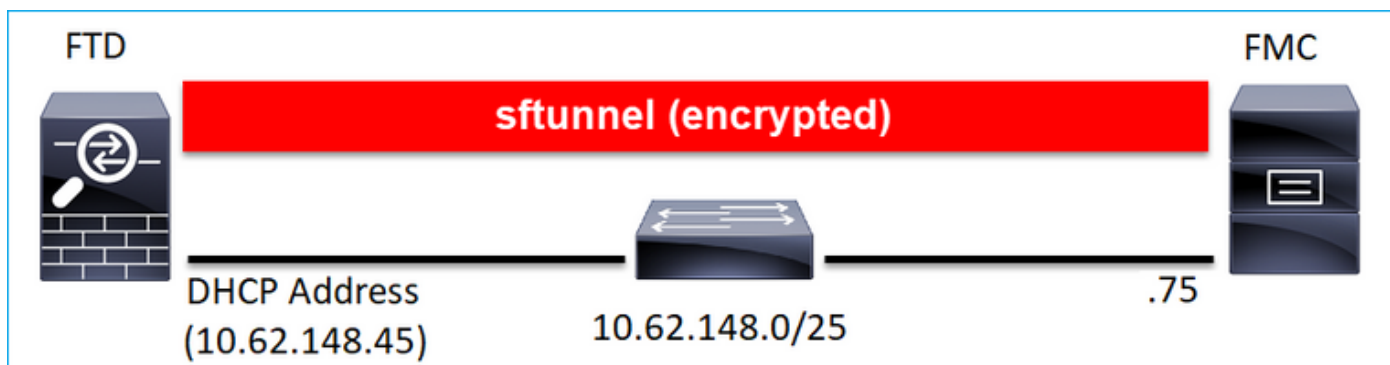 FTD
FMC
sftunnel (encrypted)
DHCP Address
(10.62.148.45)
10.62.148.0/25
.75